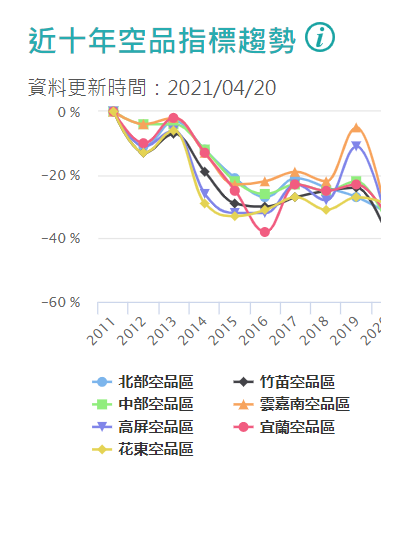 近十年空品指標趨勢 i
資料更新時間：2021/04/20
0 %
−20 %
−40 %
−60 %
2011 2012 2013 2014 2015 2016 2017 2018 2019
北部空品區 竹苗空品區
中部空品區 雲嘉南空品區
高屏空品區 宜蘭空品區
花東空品區